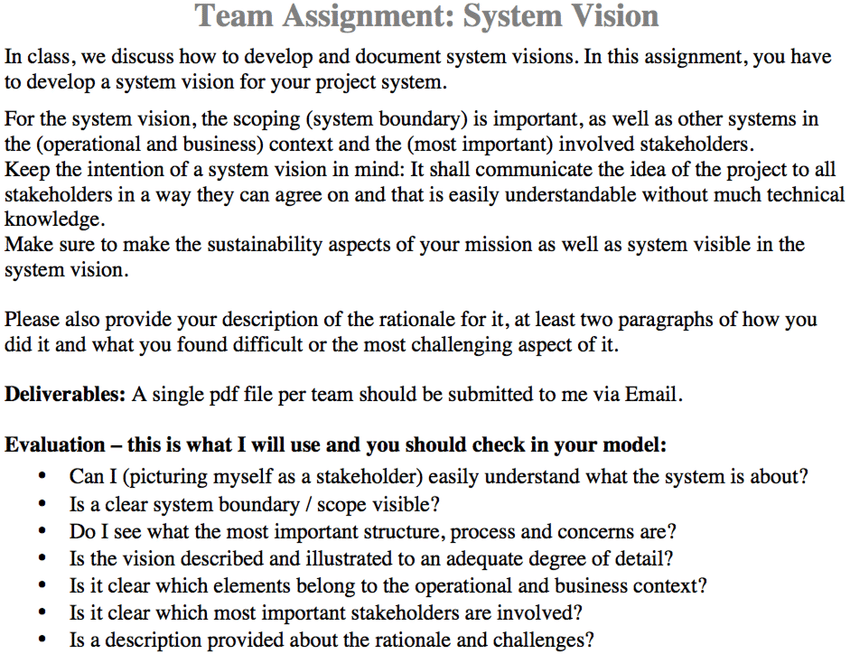 Team Assignment: System Vision
In class, we discuss how to develop and document system visions. In this assignment, you have
to develop a system vision for your project system.
For the system vision, the scoping (system boundary) is important, as well as other systems in
the (operational and business) context and the (most important) involved stakeholders.
Keep the intention of a system vision in mind: It shall communicate the idea of the project to all
stakeholders in a way they can agree on and that is easily understandable without much technical
knowledge.
Make sure to make the sustainability aspects of your mission as well as system visible in the
system vision.
Please also provide your description of the rationale for it, at least two paragraphs of how you
did it and what you found difficult or the most challenging aspect of it.
Deliverables: A single pdf file per team should be submitted to me via Email.
Evaluation – this is what I will use and you should check in your model:
• Can I (picturing myself as a stakeholder) easily understand what the system is about?
• Is a clear system boundary / scope visible?
• Do I see what the most important structure, process and concerns are?
• Is the vision described and illustrated to an adequate degree of detail?
• Is it clear which elements belong to the operational and business context?
• Is it clear which most important stakeholders are involved?
• Is a description provided about the rationale and challenges?